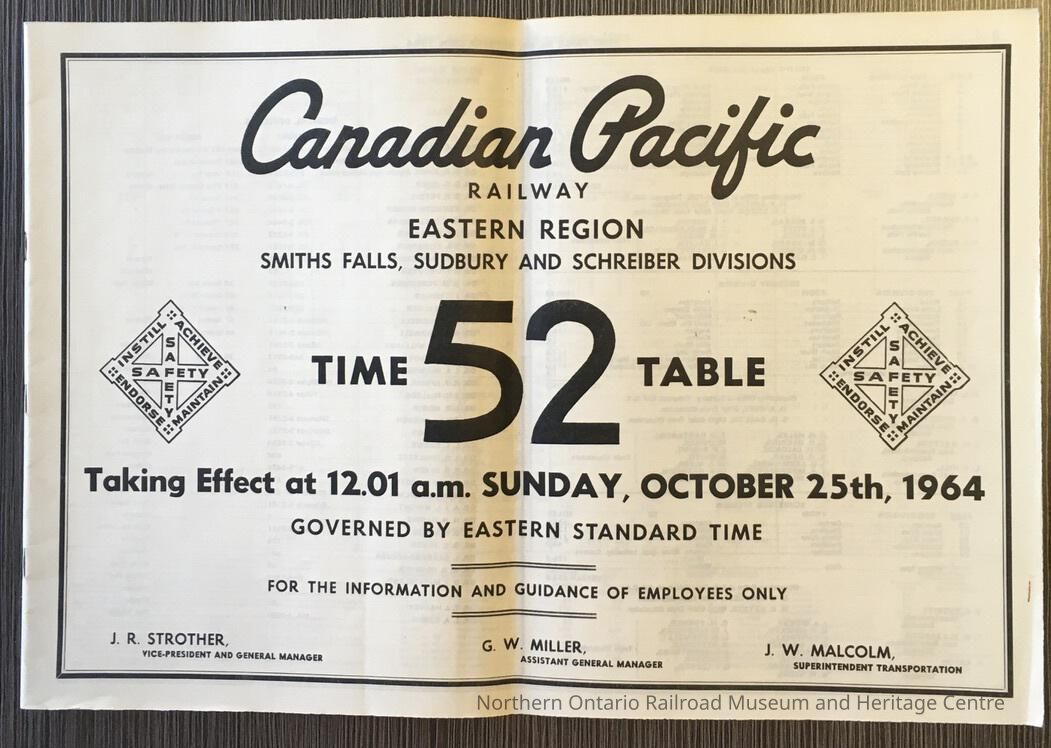 Canadian Pacific
RAILWAY
EASTERN REGION
SMITHS FALLS, SUDBURY AND SCHREIBER DIVISIONS
TIME 52 TABLE
INSTILL ACHIEVE
SAFETY
SAFETY
ENDORSE MAINTAIN
INSTILL ACHIEVE
SAFETY
SAFETY
ENDORSE MAINTAIN
Taking Effect at 12.01 a.m. SUNDAY, OCTOBER 25th, 1964
GOVERNED BY EASTERN STANDARD TIME
FOR THE INFORMATION AND GUIDANCE OF EMPLOYEES ONLY
J. R. STROTHER,
VICE-PRESIDENT AND GENERAL MANAGER
G. W. MILLER,
ASSISTANT GENERAL MANAGER
J. W. MALCOLM,
SUPERINTENDENT TRANSPORTATION
Northern Ontario Railroad Museum and Heritage Centre